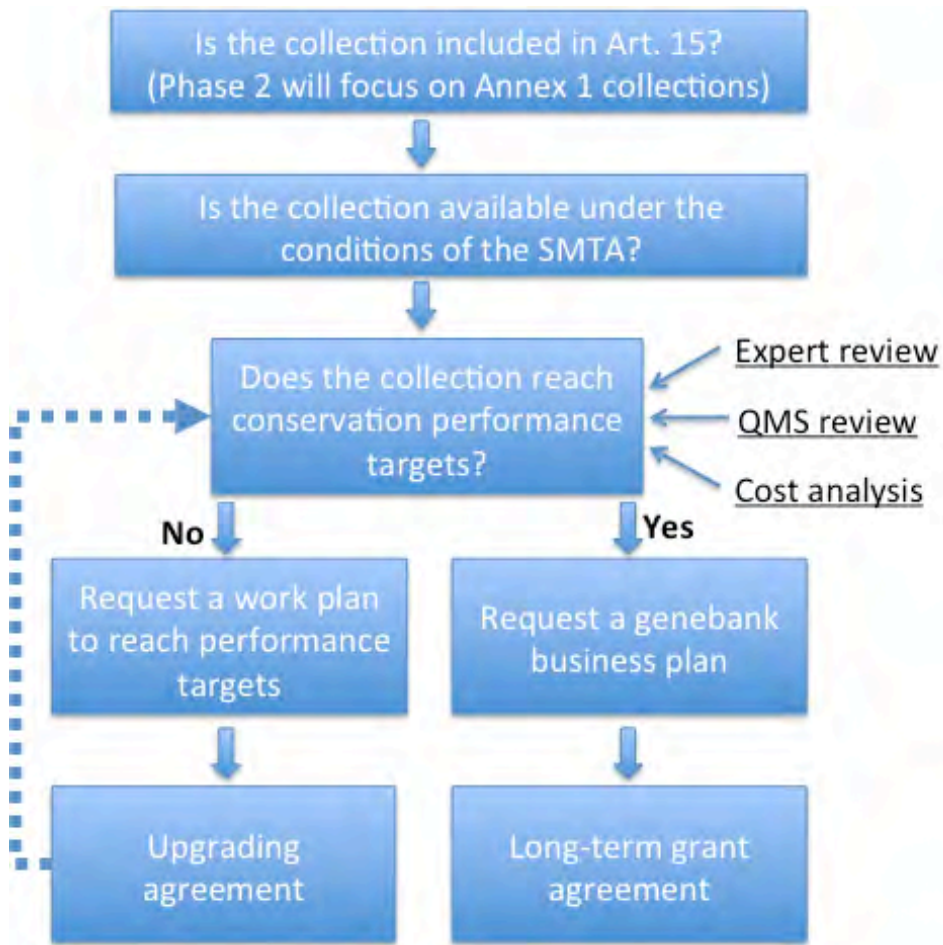 Is the collection included in Art. 15?
(Phase 2 will focus on Annex 1 collections)
Is the collection available under the
conditions of the SMTA?
Does the collection reach
conservation performance
targets?
Expert review
QMS review
Cost analysis
No
Yes
Request a work plan
to reach performance
targets
Request a genebank
business plan
Upgrading
agreement
Long-term grant
agreement